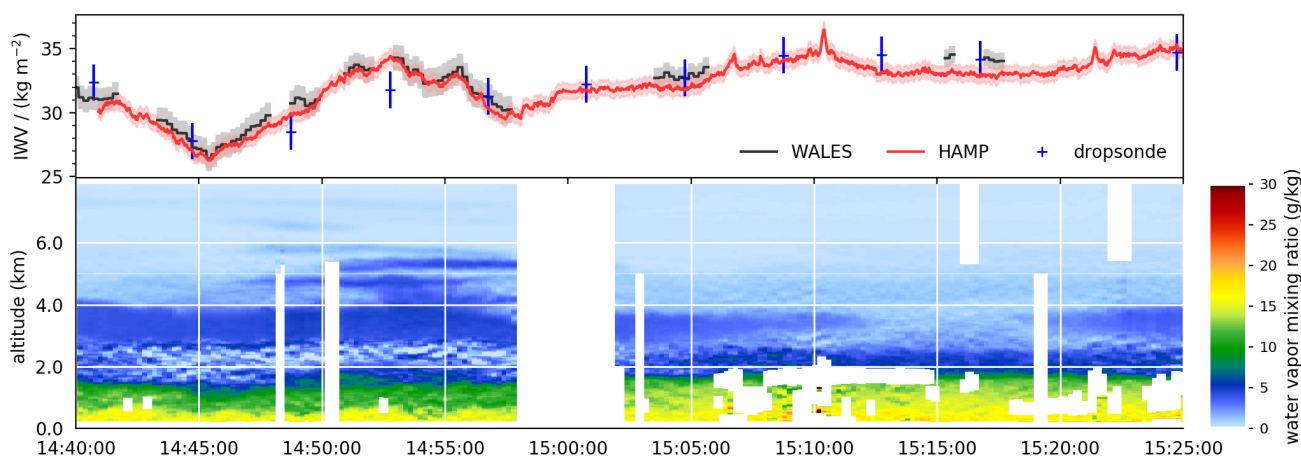 35
30
25
IWV / (kg m⁻²)
WALES
HAMP
dropsonde
6.0
4.0
2.0
0.0
altitude (km)
14:40:00 14:45:00 14:50:00 14:55:00 15:00:00 15:05:00 15:10:00 15:15:00 15:20:00 15:25:00
30
25
20
15
10
5
0
water vapor mixing ratio (g/kg)